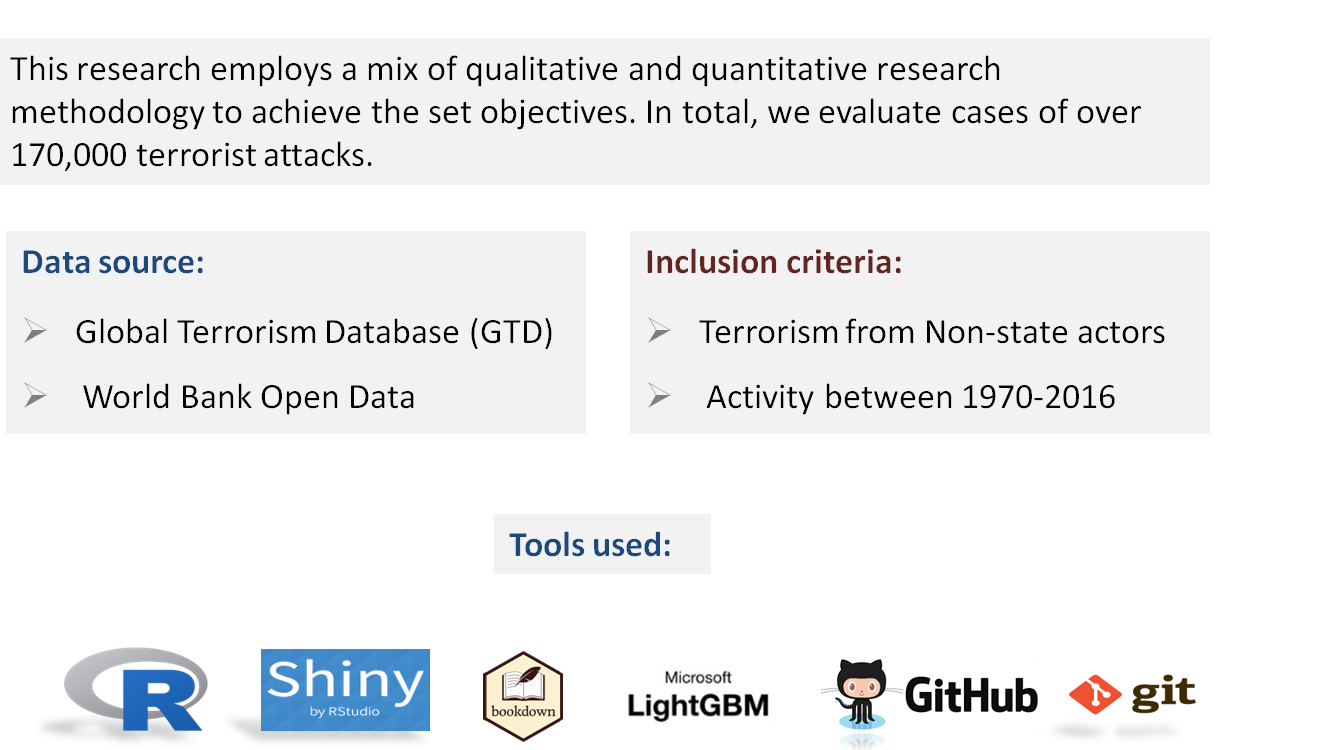 This research employs a mix of qualitative and quantitative research
methodology to achieve the set objectives. In total, we evaluate cases of over
170,000 terrorist attacks.
Data source:
Global Terrorism Database (GTD)
World Bank Open Data
Inclusion criteria:
Terrorism from Non-state actors
Activity between 1970-2016
Tools used:
R
Shiny
by RStudio
bookdown
Microsoft
LightGBM
GitHub
git